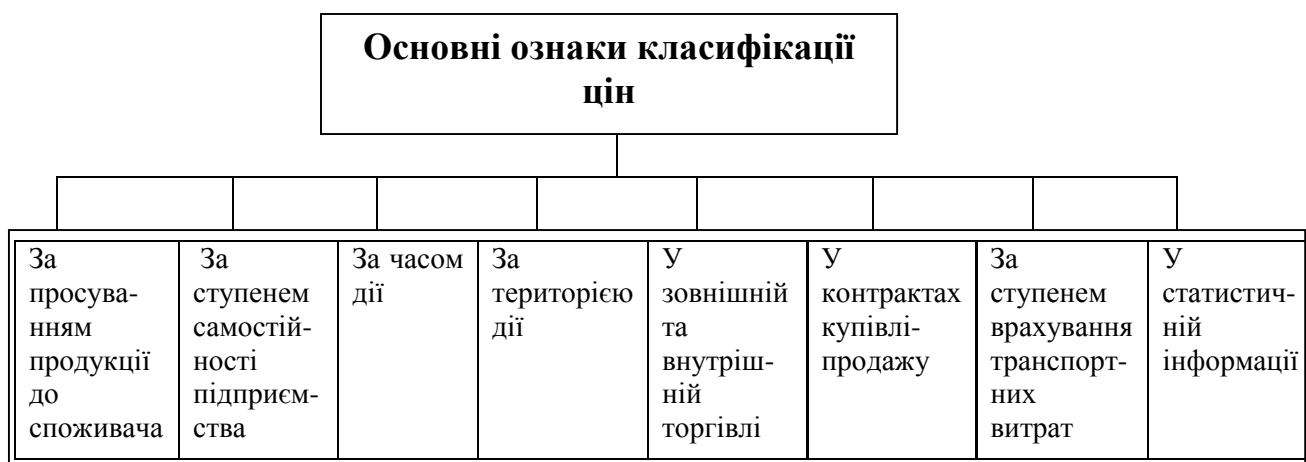 Основні ознаки класифікації
цін
За
просува-
нням
продукції
до
споживача
За
ступенем
самостій-
ності
підприєм-
ства
За часом
дії
За
територією
дії
У
зовнішній
та
внутріш-
ній
торгівлі
У
контрактах
купівлі-
продажу
За
ступенем
врахування
транспорт-
них
витрат
У
статистич-
ній
інформації